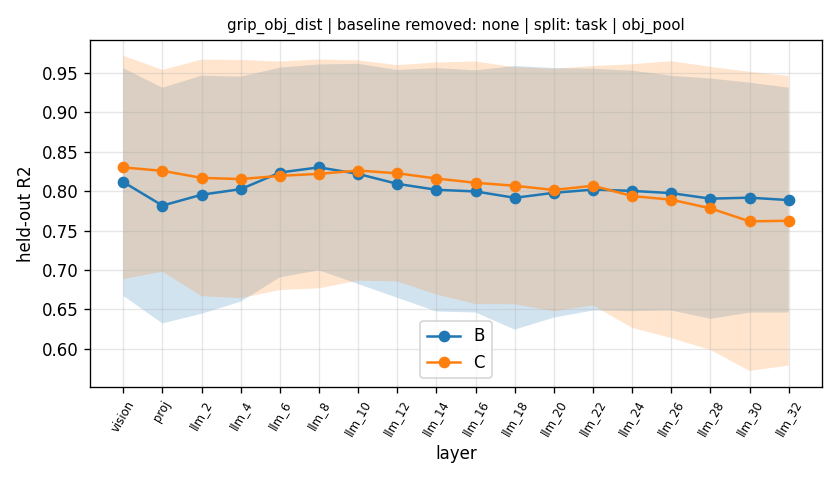 grip_obj_dist | baseline removed: none | split: task | obj_pool
held-out R2
0.95
0.90
0.85
0.80
0.75
0.70
0.65
0.60
B
C
vision
proj
llm_2
llm_4
llm_6
llm_8
llm_10
llm_12
llm_14
llm_16
llm_18
llm_20
llm_22
llm_24
llm_26
llm_28
llm_30
llm_32
layer